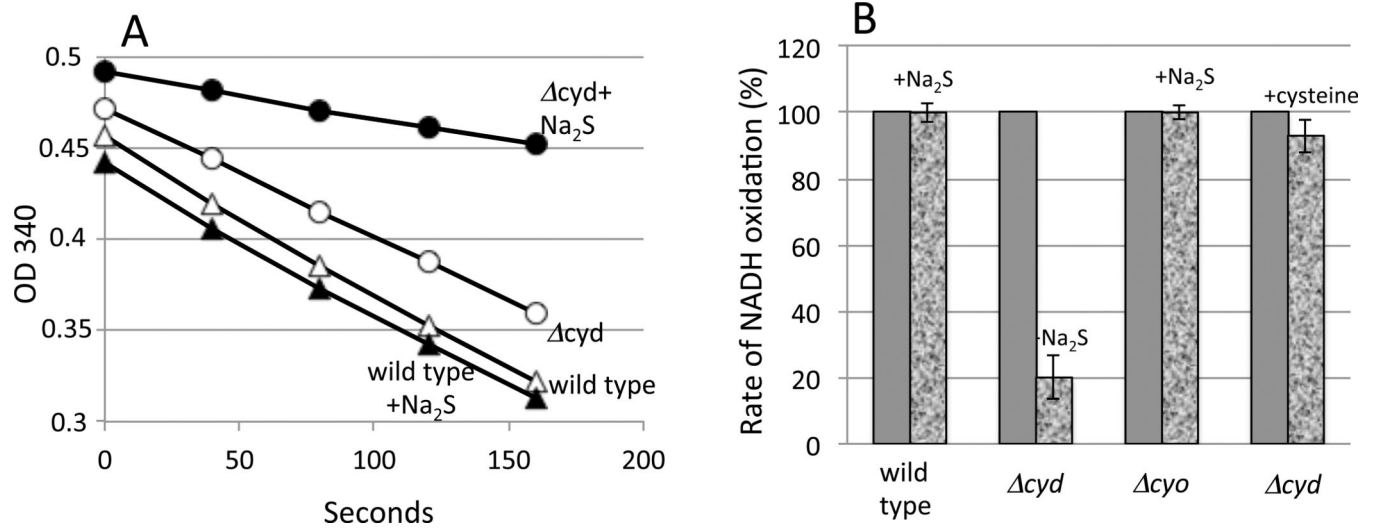 A
0.5
0.45
0.4
0.35
0.3
OD 340
Δcyd+
Na₂S
Δcyd
wild type
wild type
+Na₂S
0
50
100
150
200
Seconds
B
120
100
80
60
40
20
0
Rate of NADH oxidation (%)
+Na₂S
-Na₂S
+Na₂S
+cysteine
wild
type
Δcyd
Δcyo
Δcyd